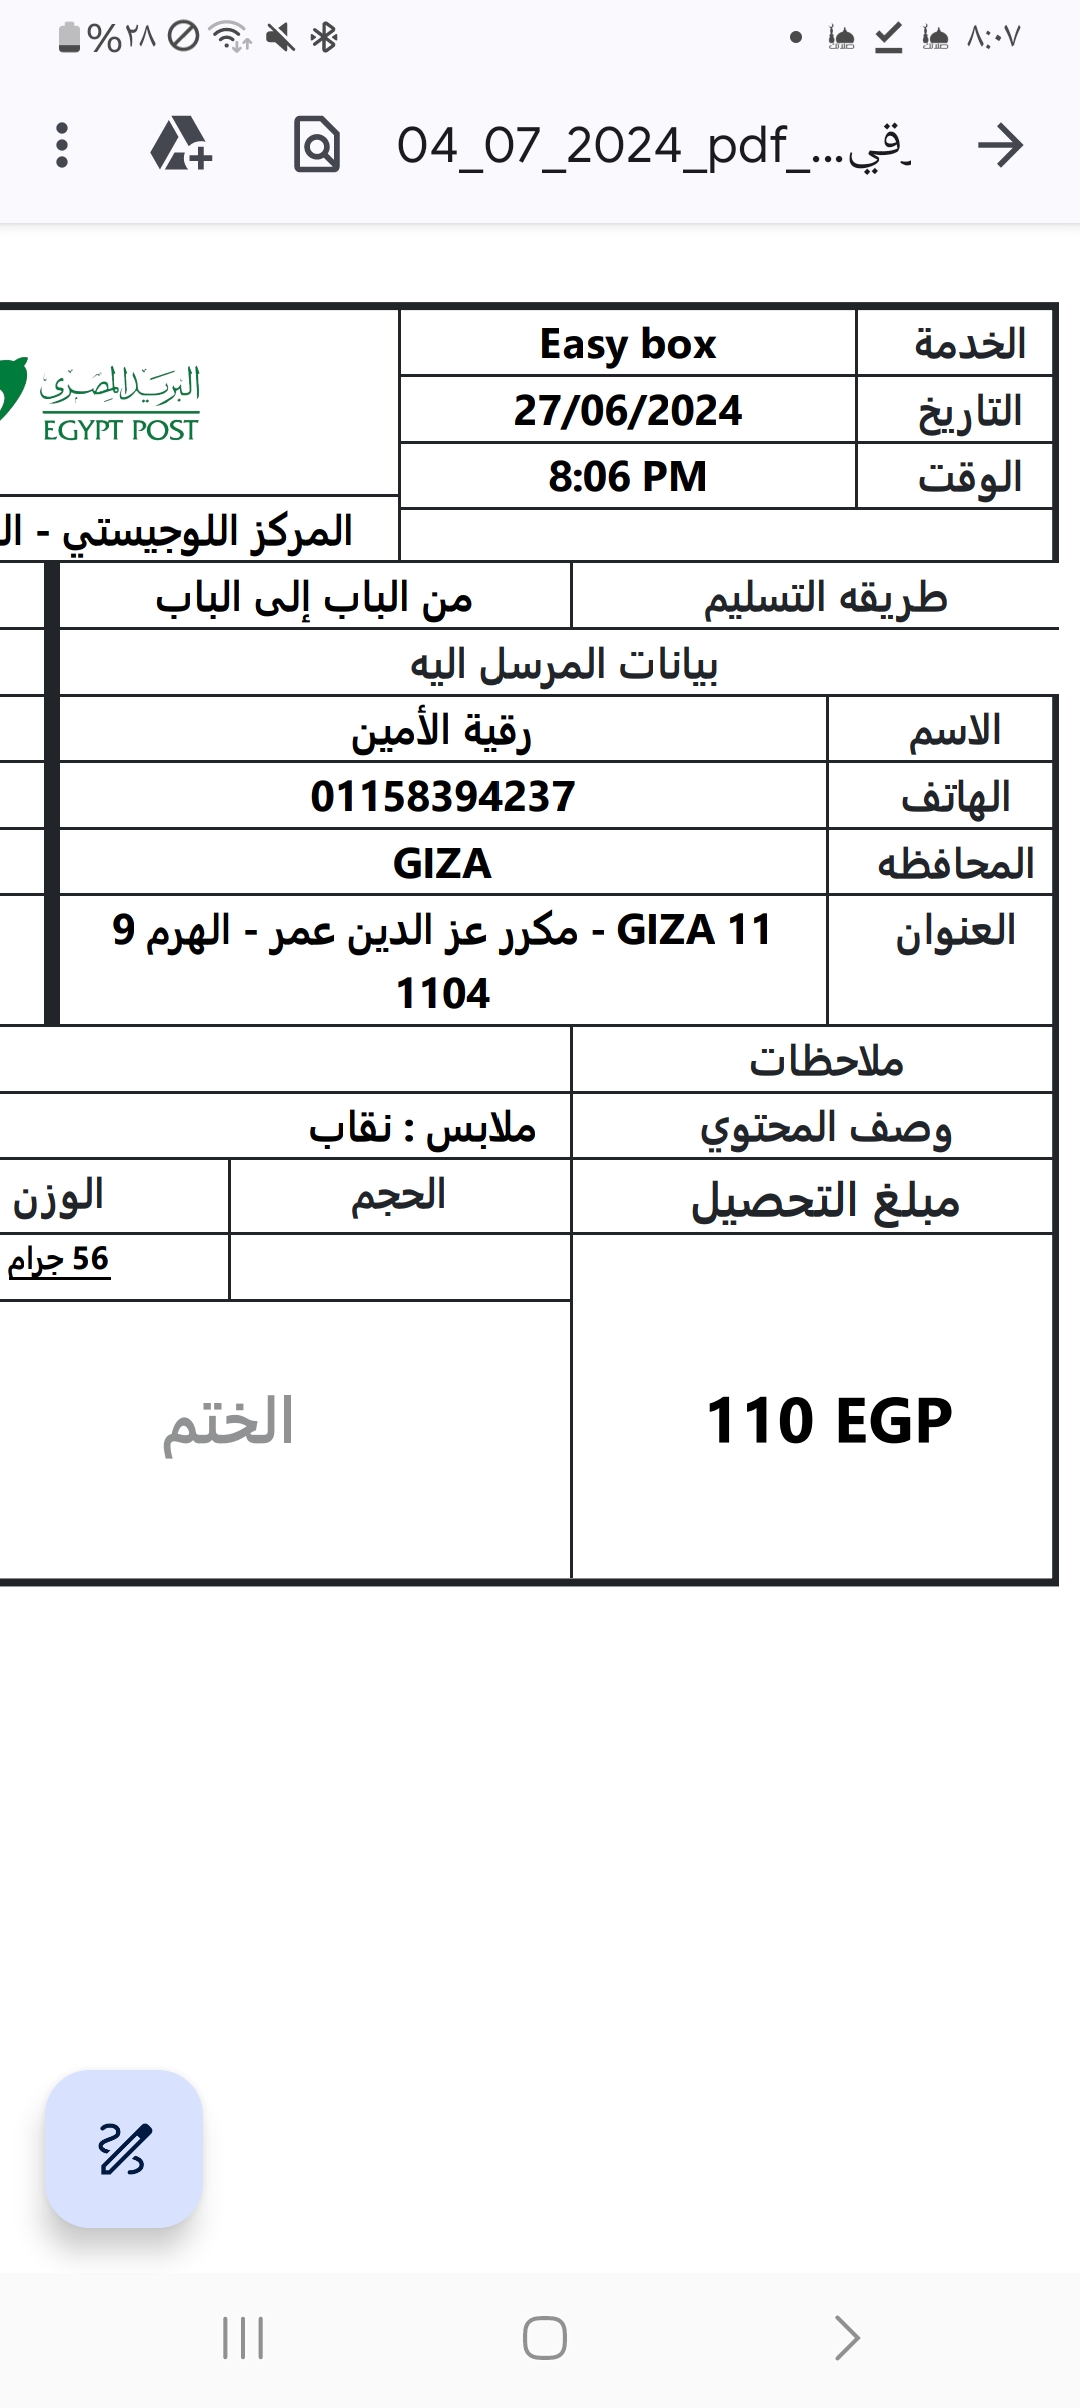 ٨:٠٧
%٢٨
04_07_2024_pdf_...رقي
الخدمة Easy box
التاريخ 27/06/2024
الوقت 8:06 PM
البريد المصرى
EGYPT POST
المركز اللوجيستي -
طريقه التسليم من الباب إلى الباب
بيانات المرسل اليه
الاسم رقية الأمين
الهاتف 01158394237
المحافظه GIZA
العنوان 9 مكرر عز الدين عمر - الهرم - GIZA 11
1104
ملاحظات
وصف المحتوي ملابس : نقاب
مبلغ التحصيل الحجم الوزن
56 جرام
110 EGP
الختم